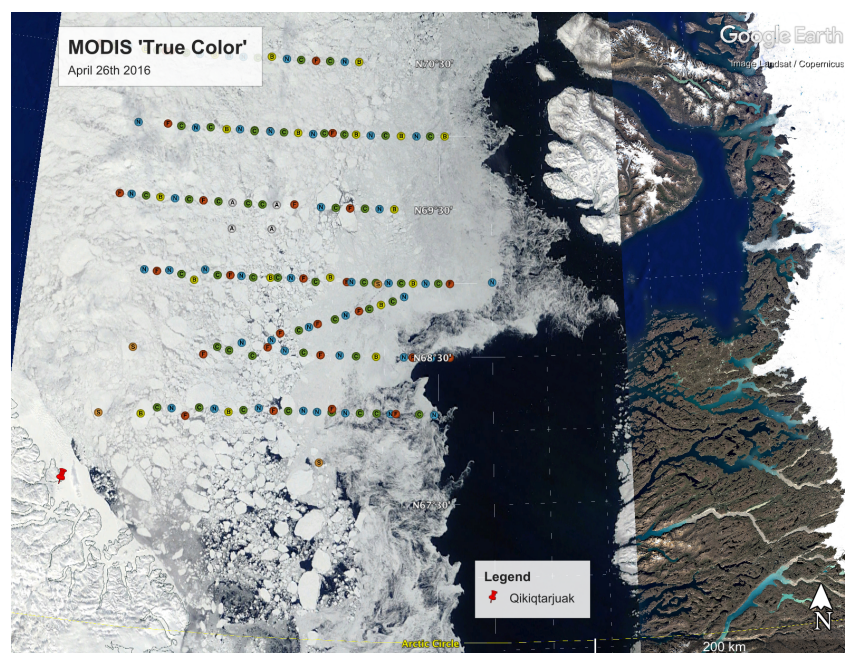 MODIS 'True Color'
April 26th 2016
Google Earth
Image Landsat / Copernicus
B N C F C N B
N70°30'
N F C N C B N C N C B N C F C B N C B N C B
F N C B N C F C A C C A F N C F C N B
N69°30'
A A
N F N C B N C F N C B C N F C B F N C S N C B N C F N
C N F C N F C B C N
S F C C N C F N N C F N C B N
N68°30'
S B C N F C N B C N F C N N F N C C N F C N
S
N67°30'
Legend
Qikiqtarjuak
N
Arctic Circle
200 km